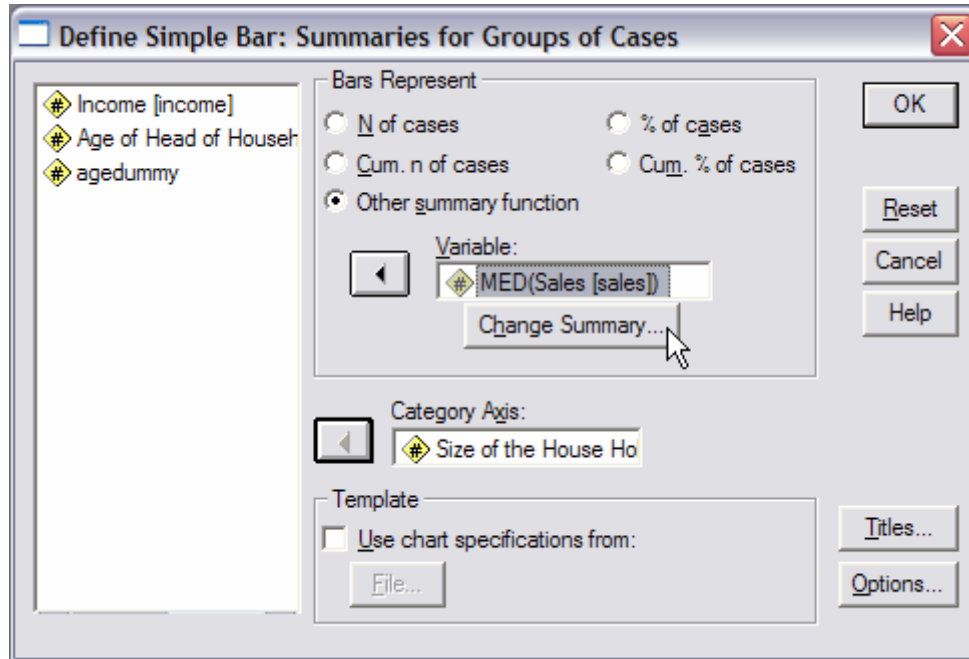 Define Simple Bar: Summaries for Groups of Cases
Income [income]
Age of Head of Househ
agedummy
Bars Represent
N of cases
% of cases
Cum. n of cases
Cum. % of cases
Other summary function
Variable:
MED(Sales [sales])
Change Summary...
Category Axis:
Size of the House Ho
Template
Use chart specifications from:
File...
OK
Reset
Cancel
Help
Titles...
Options...